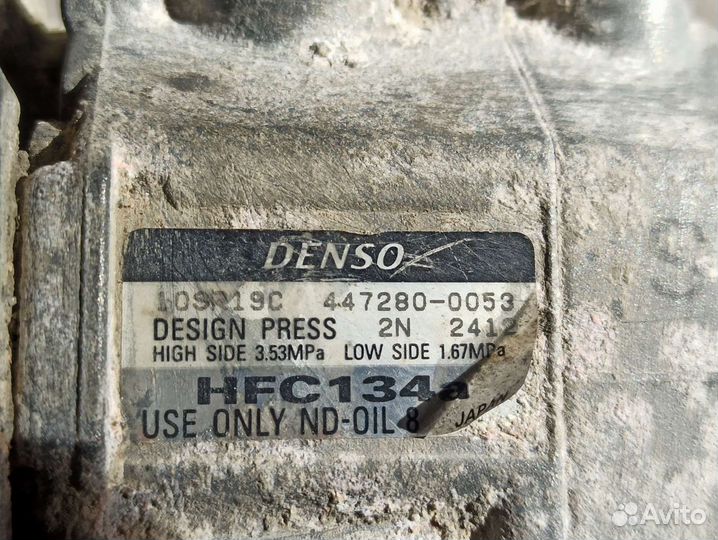 DENSO
10SR19C 447280-0053
DESIGN PRESS 2N 2412
HIGH SIDE 3.53MPa LOW SIDE 1.67MPa
HFC134a
USE ONLY ND-OIL 8 JAPAN
Avito